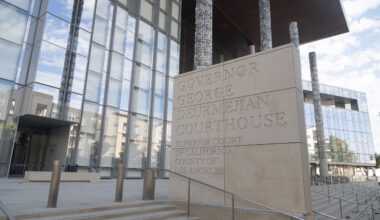 GOVERNOR
GEORGE
DEUKMEJIAN
COURTHOUSE
SUPERIOR COURT
OF CALIFORNIA
COUNTY OF
LOS ANGELES